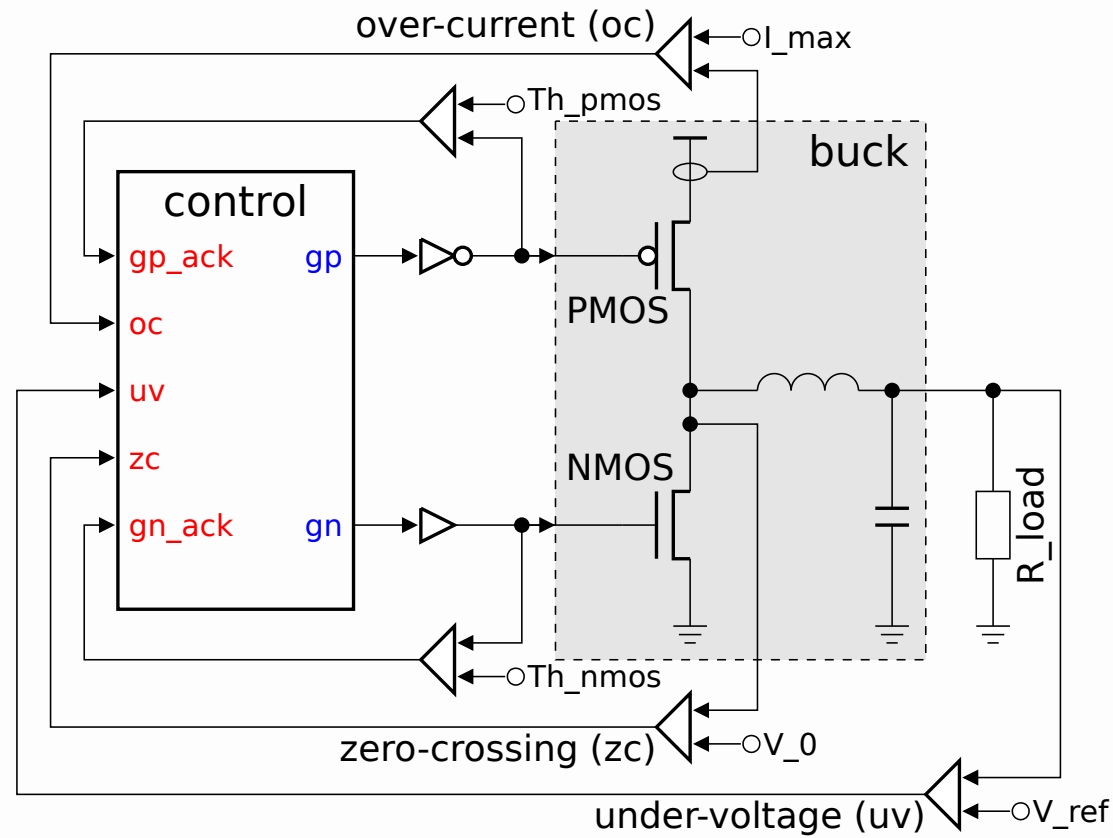 over-current (oc)
I_max
Th_pmos
buck
control
gp_ack
gp
oc
PMOS
uv
zc
NMOS
gn_ack
gn
R_load
Th_nmos
zero-crossing (zc)
V_0
under-voltage (uv)
V_ref